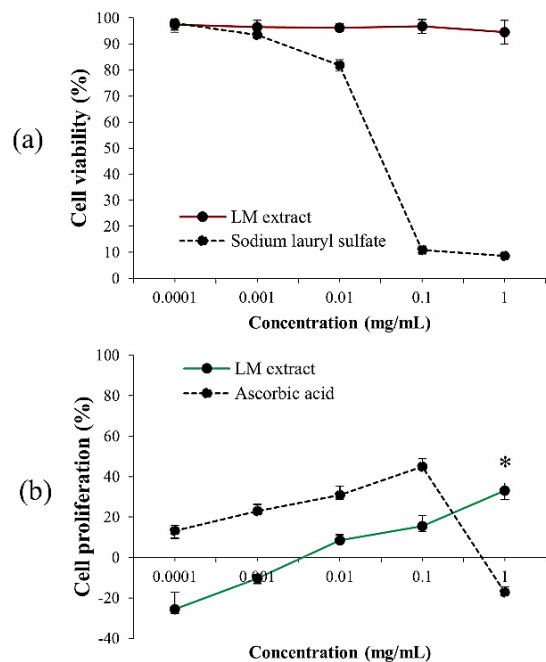 (a)
Cell viability (%)
100
90
80
70
60
50
40
30
20
10
0
LM extract
Sodium lauryl sulfate
0.0001 0.001 0.01 0.1 1
Concentration (mg/mL)
(b)
Cell proliferation (%)
100
80
60
40
20
0
-20
-40
LM extract
Ascorbic acid
*
0.0001 0.001 0.01 0.1 1
Concentration (mg/mL)